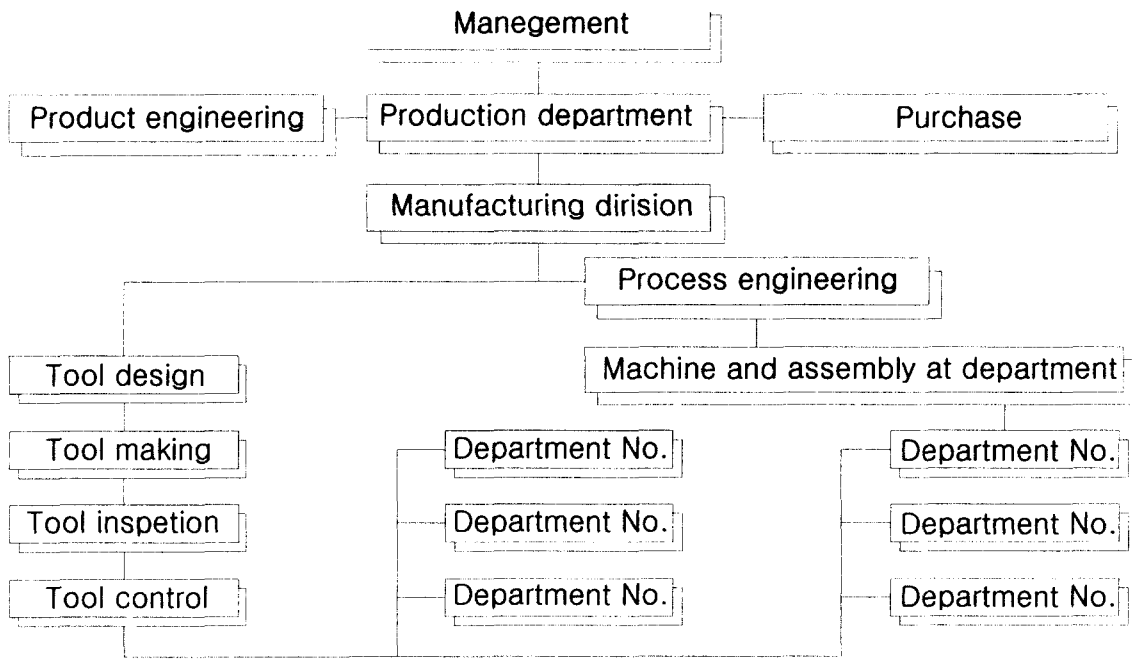 Manegement
Product engineering
Production department
Purchase
Manufacturing dirision
Process engineering
Tool design
Machine and assembly at department
Tool making
Department No.
Department No.
Tool inspetion
Department No.
Department No.
Tool control
Department No.
Department No.